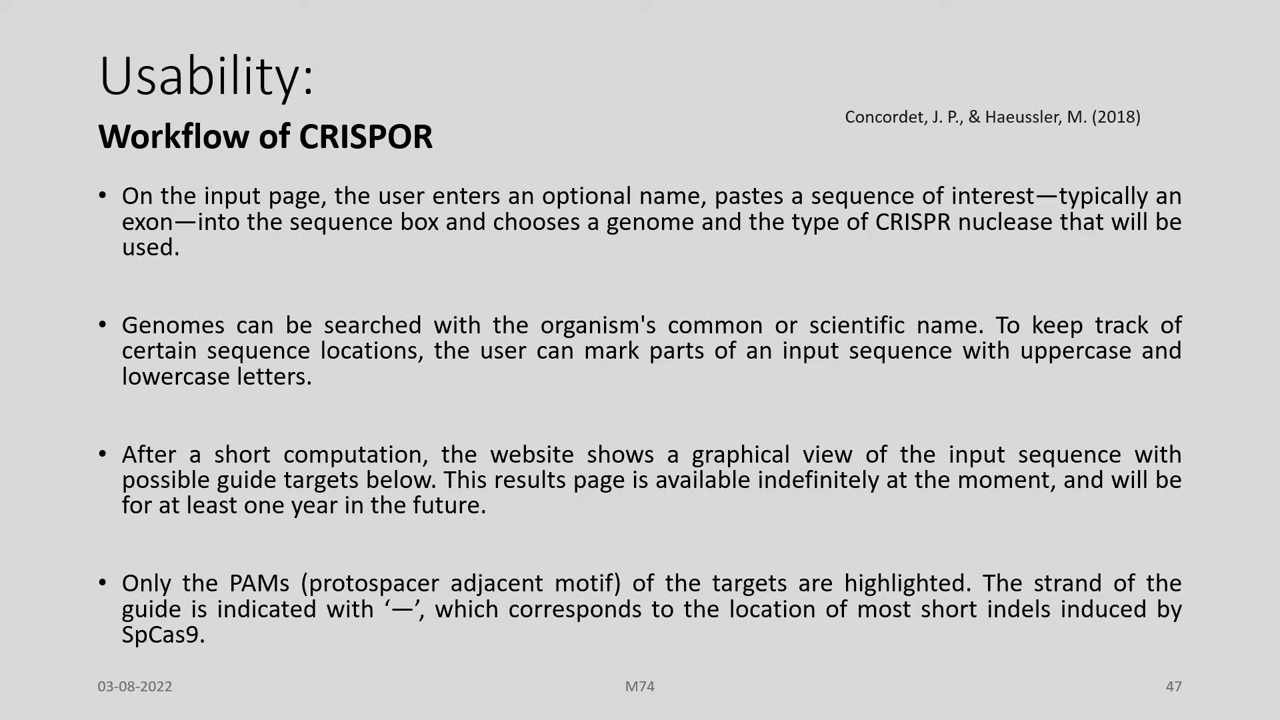 Usability:
Concordet, J. P., & Haeussler, M. (2018)
Workflow of CRISPOR
• On the input page, the user enters an optional name, pastes a sequence of interest—typically an
exon—into the sequence box and chooses a genome and the type of CRISPR nuclease that will be
used.
• Genomes can be searched with the organism's common or scientific name. To keep track of
certain sequence locations, the user can mark parts of an input sequence with uppercase and
lowercase letters.
• After a short computation, the website shows a graphical view of the input sequence with
possible guide targets below. This results page is available indefinitely at the moment, and will be
for at least one year in the future.
• Only the PAMs (protospacer adjacent motif) of the targets are highlighted. The strand of the
guide is indicated with ‘—’, which corresponds to the location of most short indels induced by
SpCas9.
03-08-2022
M74
47